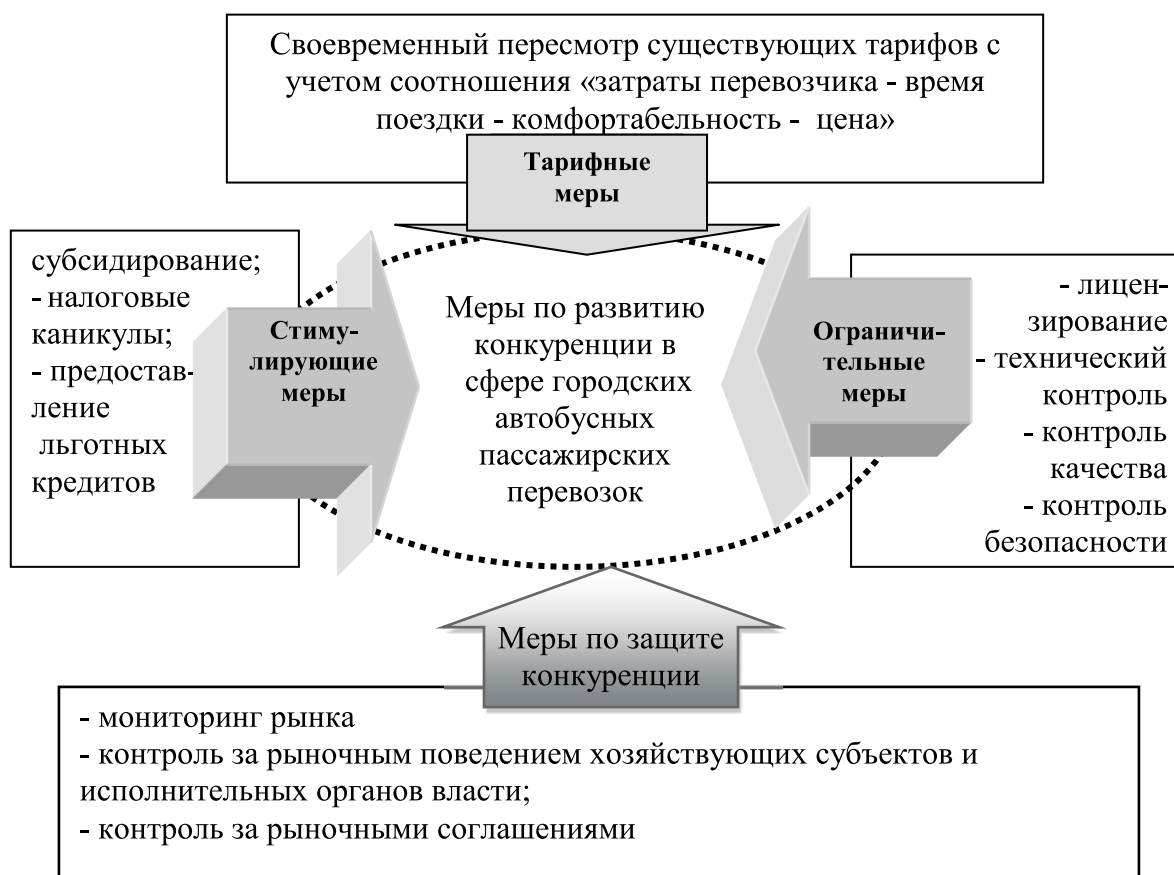 Своевременный пересмотр существующих тарифов с
учетом соотношения «затраты перевозчика - время
поездки - комфортабельность - цена»
Тарифные
меры
субсидирование;
- налоговые
каникулы;
- предостав-
ление
льготных
кредитов
Стиму-
лирующие
меры
Меры по развитию
конкуренции в
сфере городских
автобусных
пассажирских
перевозок
Ограничи-
тельные
меры
- лицен-
зирование
- технический
контроль
- контроль
качества
- контроль
безопасности
Меры по защите
конкуренции
- мониторинг рынка
- контроль за рыночным поведением хозяйствующих субъектов и
исполнительных органов власти;
- контроль за рыночными соглашениями